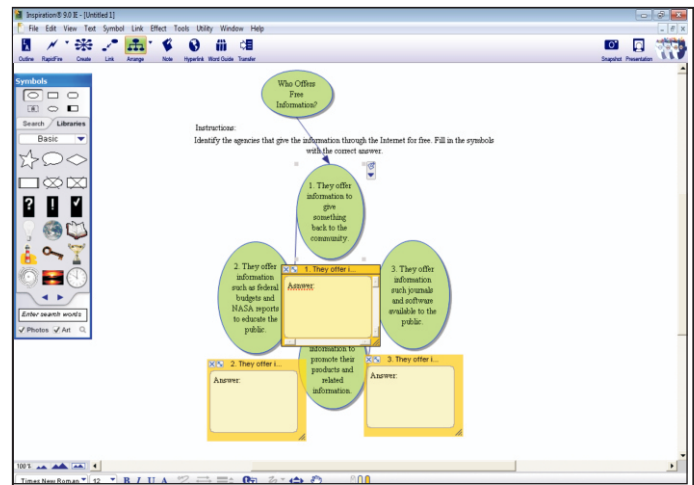 Inspiration® 9.0 IE - [Untitled 1]
File Edit View Text Symbol Link Effect Tools Utility Window Help
Outline RapidFire Create Link Arrange Note Hyperlink Word Guide Transfer Snapshot Presentation
Symbols
Search Libraries
Basic
Enter search words
Photos Art
Who Offers
Free
Information?
Instructions:
Identify the agencies that give the information through the Internet for free. Fill in the symbols
with the correct answer.
1. They offer
information to
give
something
back to the
community.
2. They offer
information
such as federal
budgets and
NASA reports
to educate the
public.
1. They offer i...
Answer:
3. They offer
information
such journals
and software
available to the
public.
information to
promote their
products and
related
information.
2. They offer i...
Answer:
3. They offer i...
Answer:
100%
Times New Roman 12 B I U A